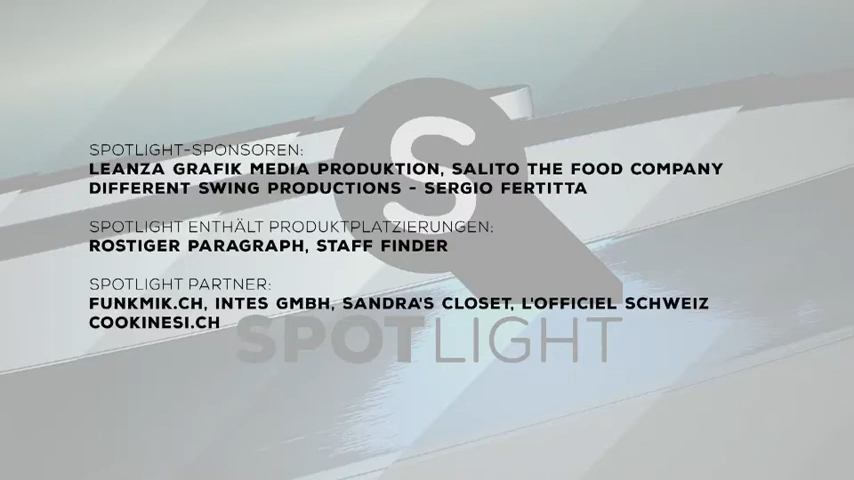 SPOTLIGHT-SPONSOREN:
LEANZA GRAFIK MEDIA PRODUKTION, SALITO THE FOOD COMPANY
DIFFERENT SWING PRODUCTIONS - SERGIO FERTITTA
SPOTLIGHT ENTHÄLT PRODUKTPLATZIERUNGEN:
ROSTIGER PARAGRAPH, STAFF FINDER
SPOTLIGHT PARTNER:
FUNKMIK.CH, INTES GMBH, SANDRA'S CLOSET, L'OFFICIEL SCHWEIZ
COOKINESI.CH
S
SPOTLIGHT